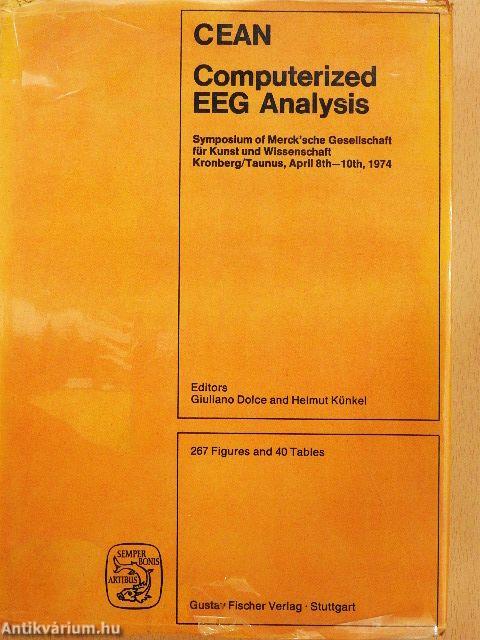 CEAN
Computerized
EEG Analysis
Symposium of Merck'sche Gesellschaft
für Kunst und Wissenschaft
Kronberg/Taunus, April 8th—10th, 1974
Editors
Giuliano Dolce and Helmut Künkel
267 Figures and 40 Tables
SEMPER
BONIS
ARTIBUS
Gustav Fischer Verlag · Stuttgart
Antikvárium.hu